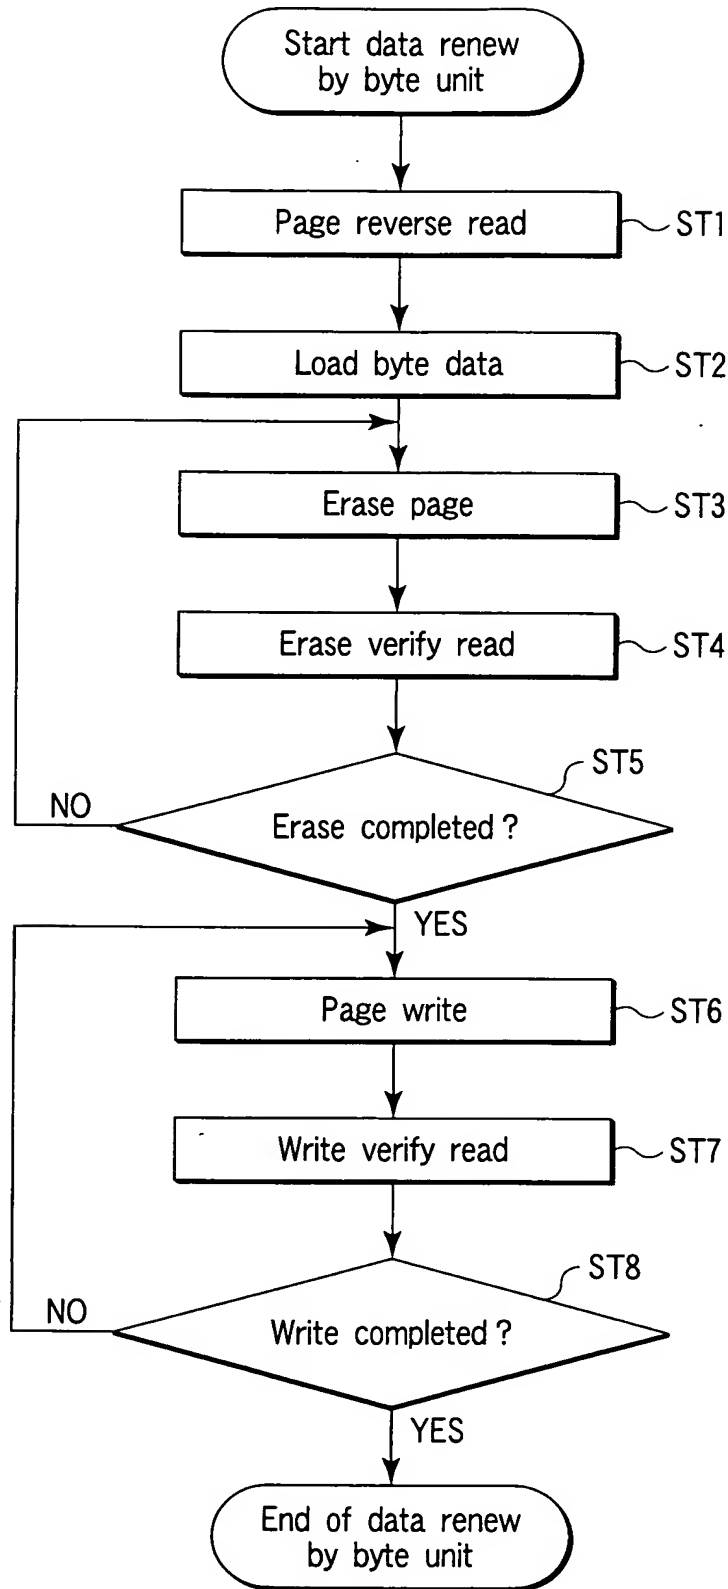 Start data renew
by byte unit
Page reverse read
ST1
Load byte data
ST2
Erase page
ST3
Erase verify read
ST4
ST5
Erase completed ?
NO
YES
Page write
ST6
Write verify read
ST7
ST8
Write completed ?
NO
YES
End of data renew
by byte unit